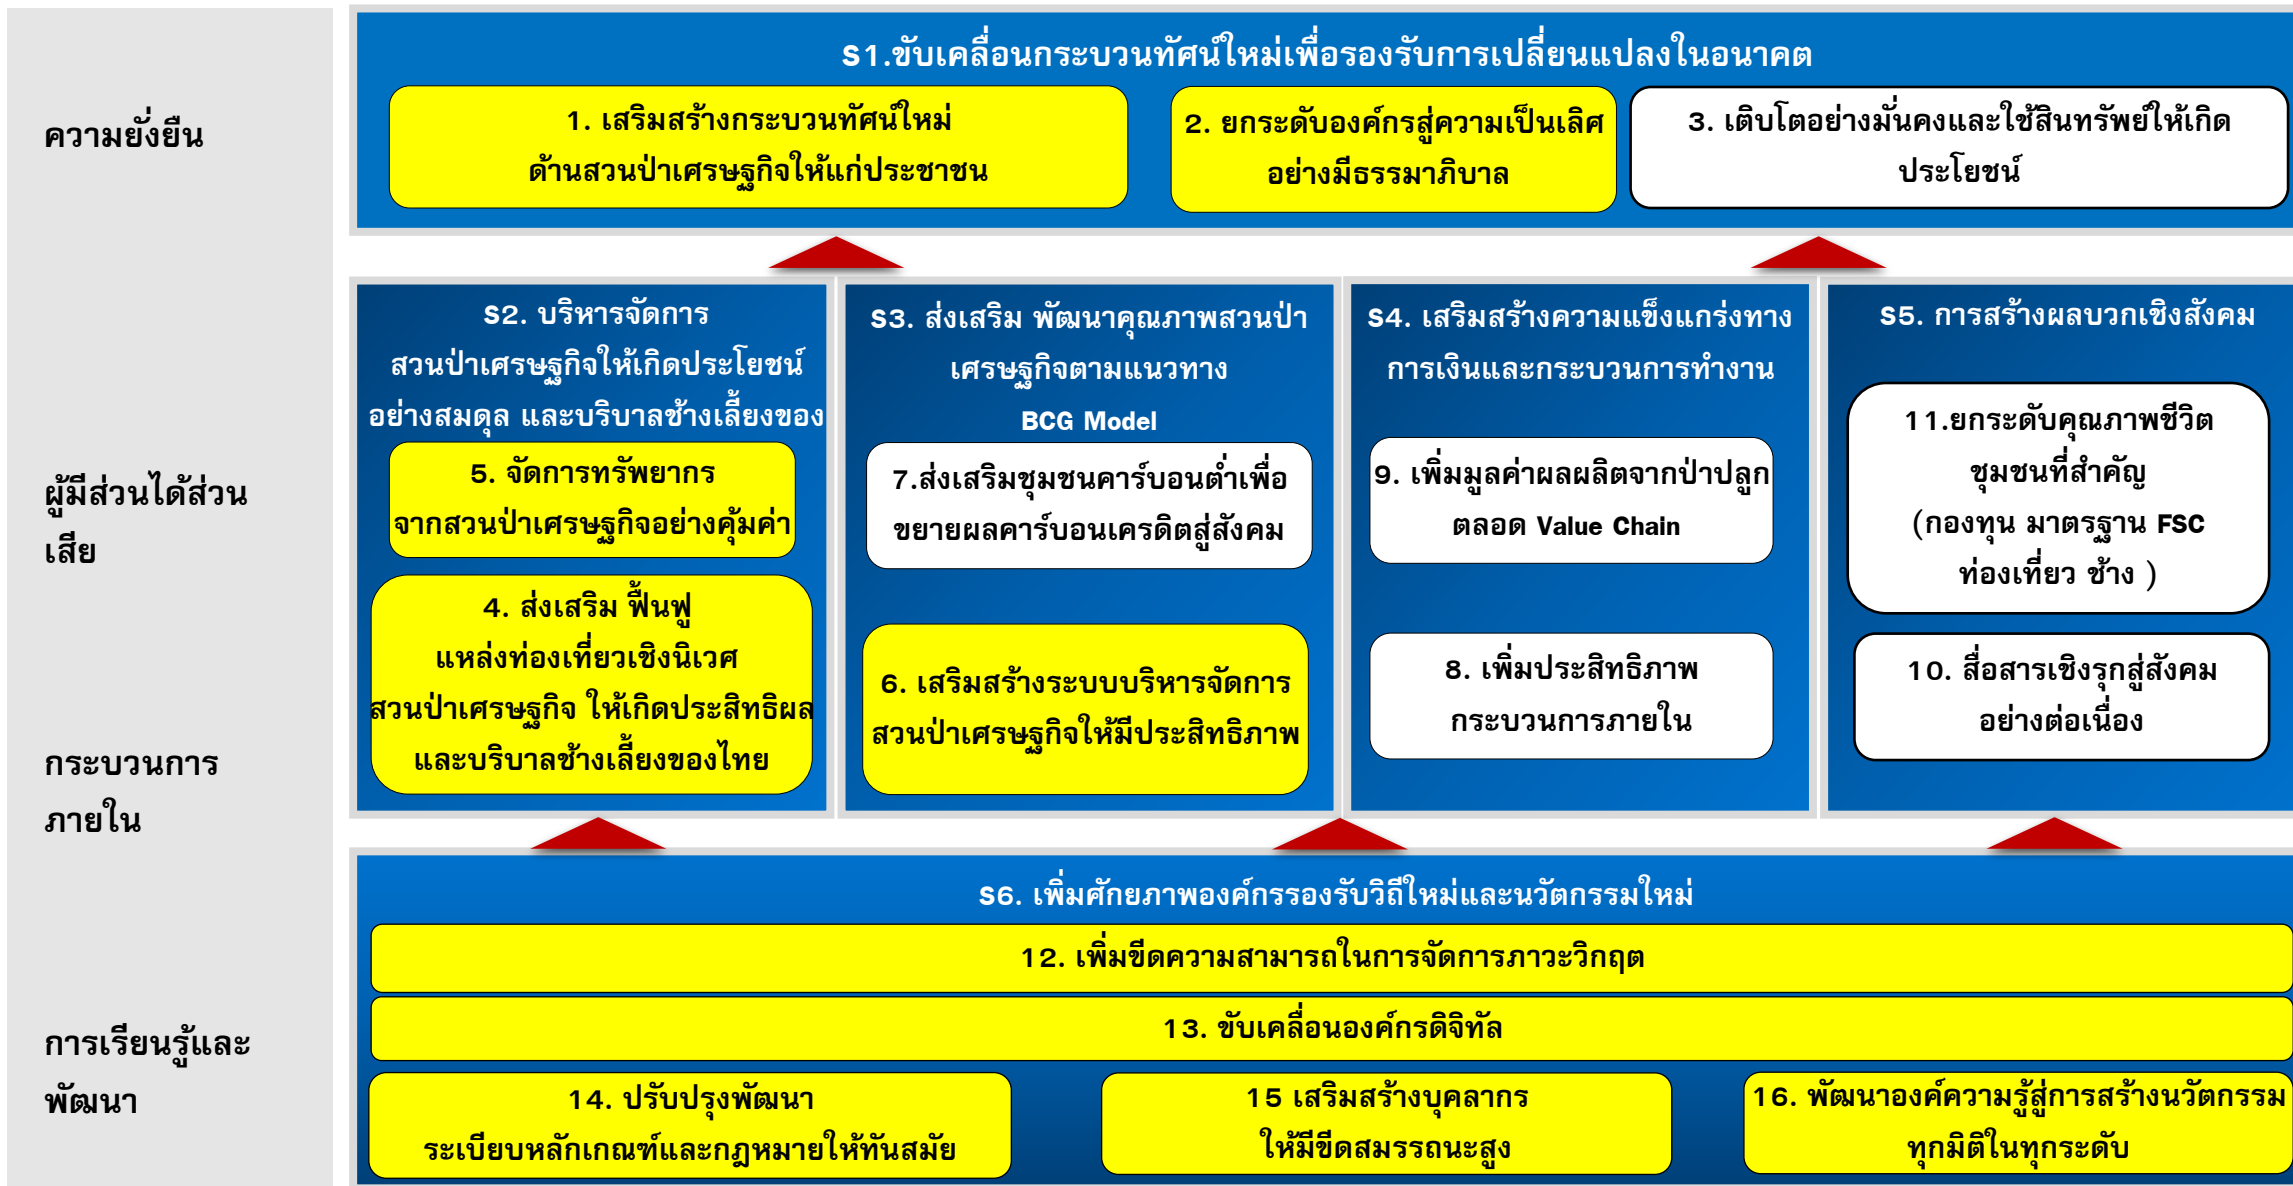 ความยั่งยืน
S1.ขับเคลื่อนกระบวนทัศน์ใหม่เพื่อรองรับการเปลี่ยนแปลงในอนาคต
1. เสริมสร้างกระบวนทัศน์ใหม่
ด้านสวนป่าเศรษฐกิจให้แก่ประชาชน
2. ยกระดับองค์กรสู่ความเป็นเลิศ
อย่างมีธรรมาภิบาล
3. เติบโตอย่างมั่นคงและใช้สินทรัพย์ให้เกิด
ประโยชน์
ผู้มีส่วนได้ส่วน
เสีย
กระบวนการ
ภายใน
S2. บริหารจัดการ
สวนป่าเศรษฐกิจให้เกิดประโยชน์
อย่างสมดุล และบริบาลช้างเลี้ยงของ
5. จัดการทรัพยากร
จากสวนป่าเศรษฐกิจอย่างคุ้มค่า
4. ส่งเสริม ฟื้นฟู
แหล่งท่องเที่ยวเชิงนิเวศ
สวนป่าเศรษฐกิจ ให้เกิดประสิทธิผล
และบริบาลช้างเลี้ยงของไทย
S3. ส่งเสริม พัฒนาคุณภาพสวนป่า
เศรษฐกิจตามแนวทาง
BCG Model
7.ส่งเสริมชุมชนคาร์บอนต่ำเพื่อ
ขยายผลคาร์บอนเครดิตสู่สังคม
6. เสริมสร้างระบบบริหารจัดการ
สวนป่าเศรษฐกิจให้มีประสิทธิภาพ
S4. เสริมสร้างความแข็งแกร่งทาง
การเงินและกระบวนการทำงาน
9. เพิ่มมูลค่าผลผลิตจากป่าปลูก
ตลอด Value Chain
8. เพิ่มประสิทธิภาพ
กระบวนการภายใน
S5. การสร้างผลบวกเชิงสังคม
11.ยกระดับคุณภาพชีวิต
ชุมชนที่สำคัญ
(กองทุน มาตรฐาน FSC
ท่องเที่ยว ช้าง )
10. สื่อสารเชิงรุกสู่สังคม
อย่างต่อเนื่อง
การเรียนรู้และ
พัฒนา
S6. เพิ่มศักยภาพองค์กรรองรับวิถีใหม่และนวัตกรรมใหม่
12. เพิ่มขีดความสามารถในการจัดการภาวะวิกฤต
13. ขับเคลื่อนองค์กรดิจิทัล
14. ปรับปรุงพัฒนา
ระเบียบหลักเกณฑ์และกฎหมายให้ทันสมัย
15 เสริมสร้างบุคลากร
ให้มีขีดสมรรถนะสูง
16. พัฒนาองค์ความรู้สู่การสร้างนวัตกรรม
ทุกมิติในทุกระดับ